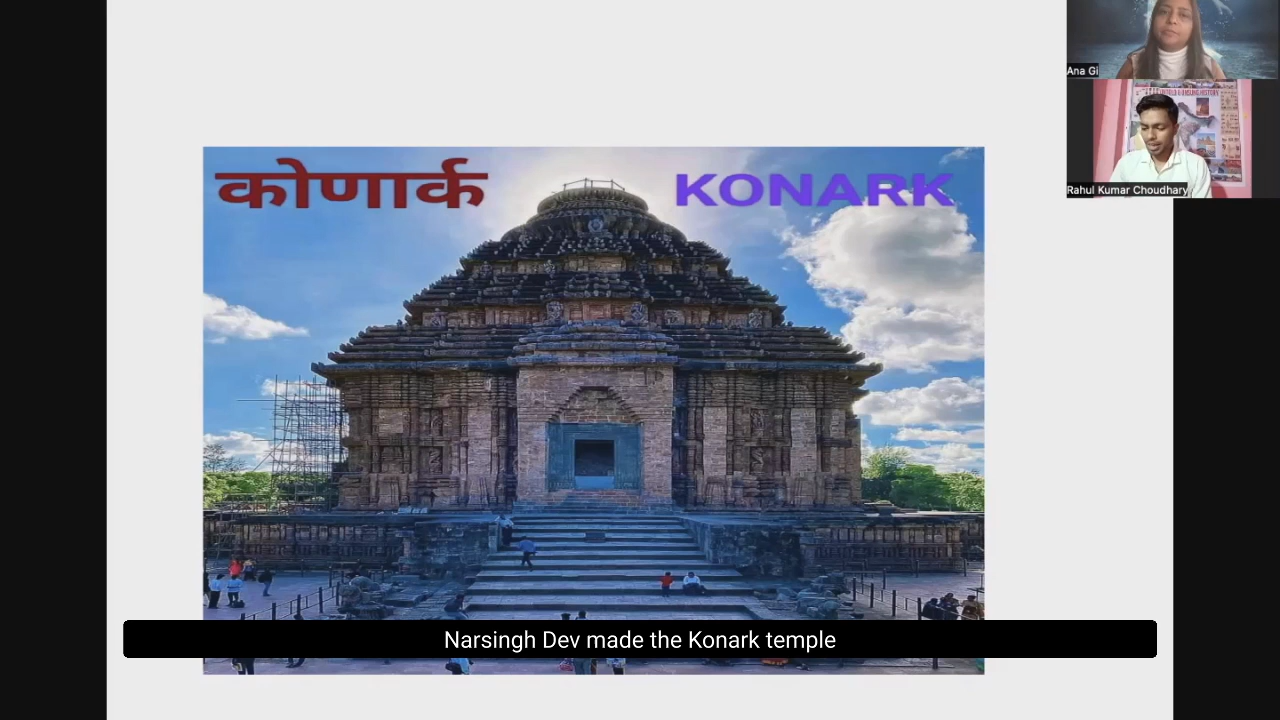 Ana Gi
Rahul Kumar Choudhary
कोणार्क KONARK
Narsingh Dev made the Konark temple